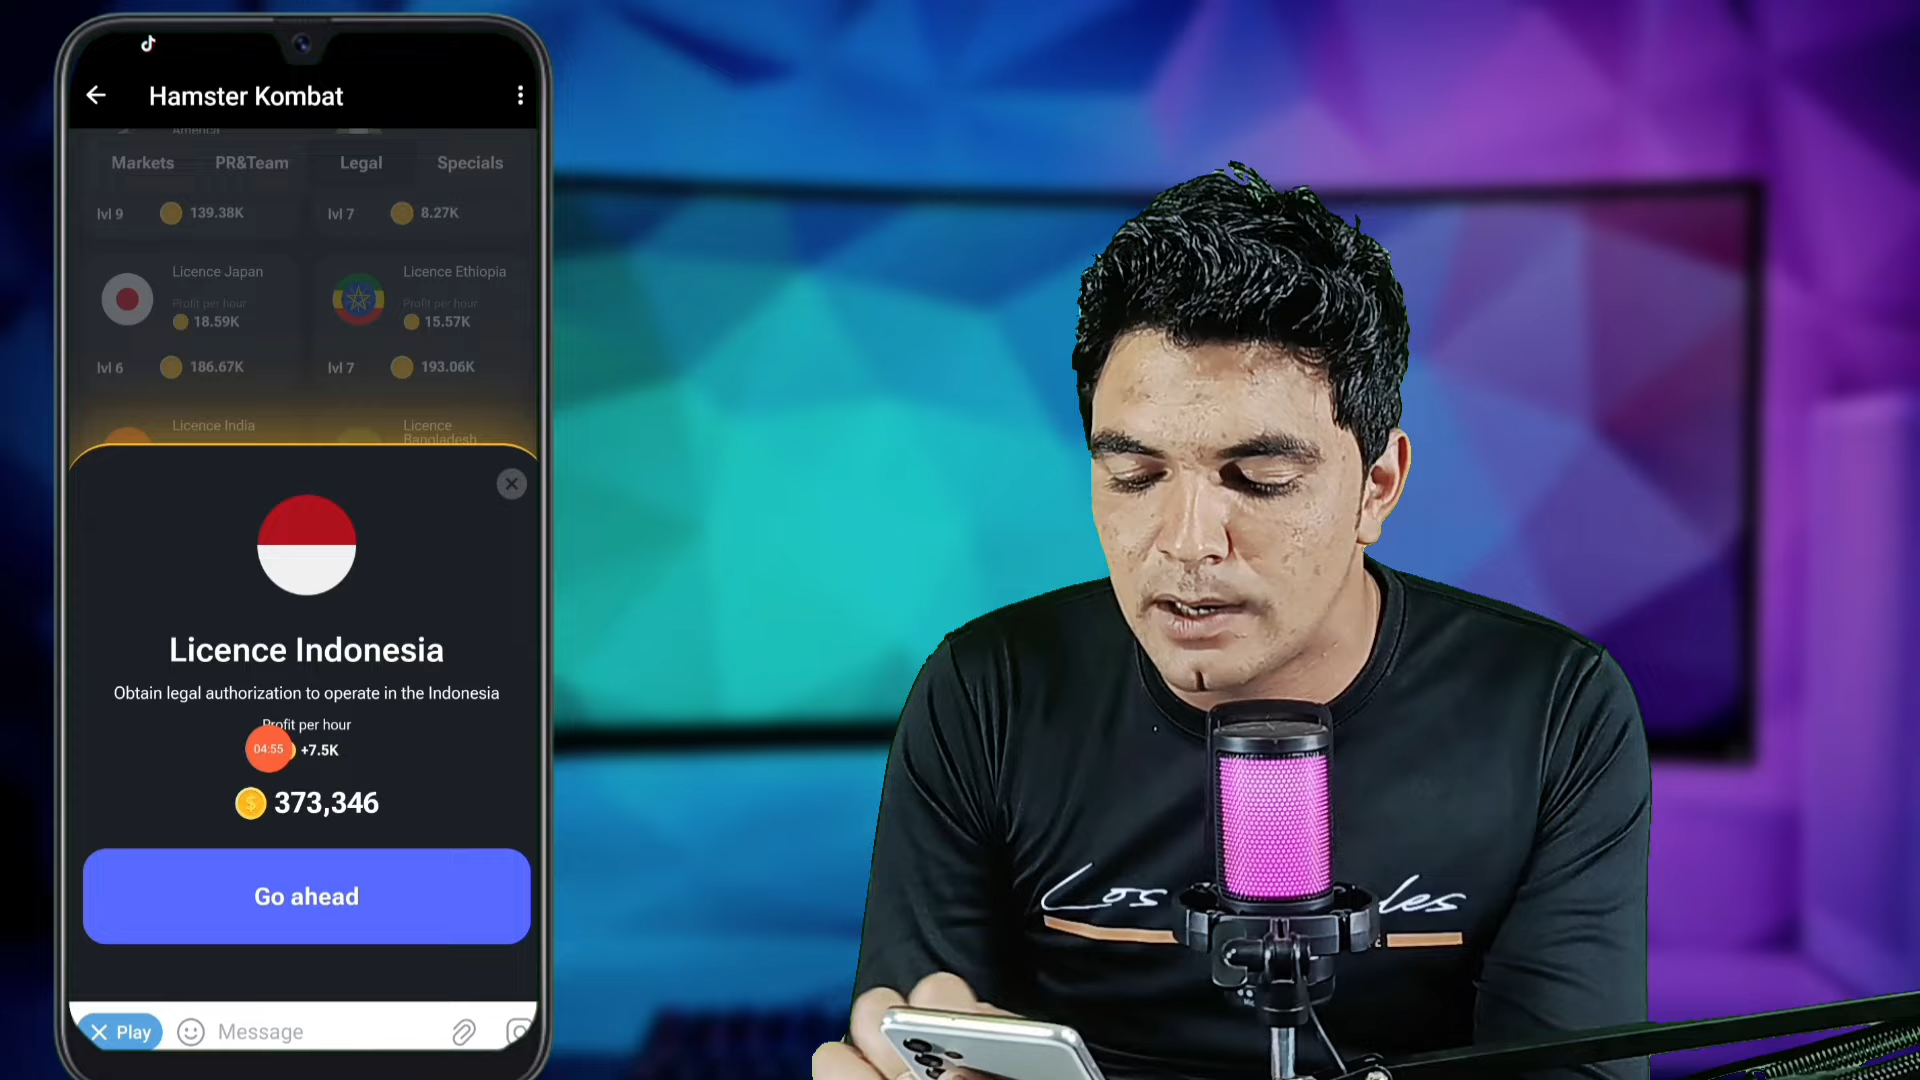 Hamster Kombat
America
Markets PR&Team Legal Specials
lvl 9 139.38K lvl 7 8.27K
Licence Japan
Profit per hour
18.59K
Licence Ethiopia
Profit per hour
15.57K
lvl 6 186.67K lvl 7 193.06K
Licence India
Licence
Bangladesh
Licence Indonesia
Obtain legal authorization to operate in the Indonesia
Profit per hour
04:55 +7.5K
373,346
Go ahead
Play Message
Los
les